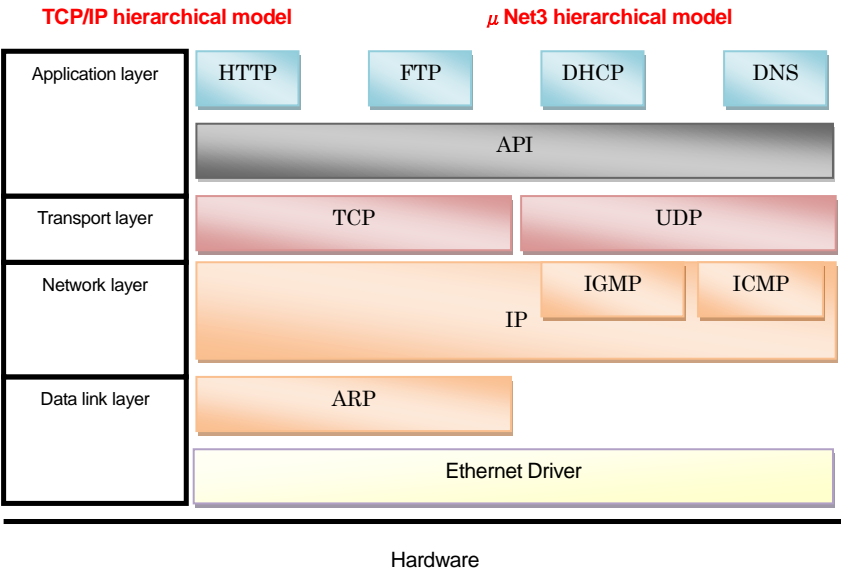 TCP/IP hierarchical model
μ Net3 hierarchical model
Application layer
HTTP
FTP
DHCP
DNS
API
Transport layer
TCP
UDP
Network layer
IGMP
ICMP
IP
Data link layer
ARP
Ethernet Driver
Hardware